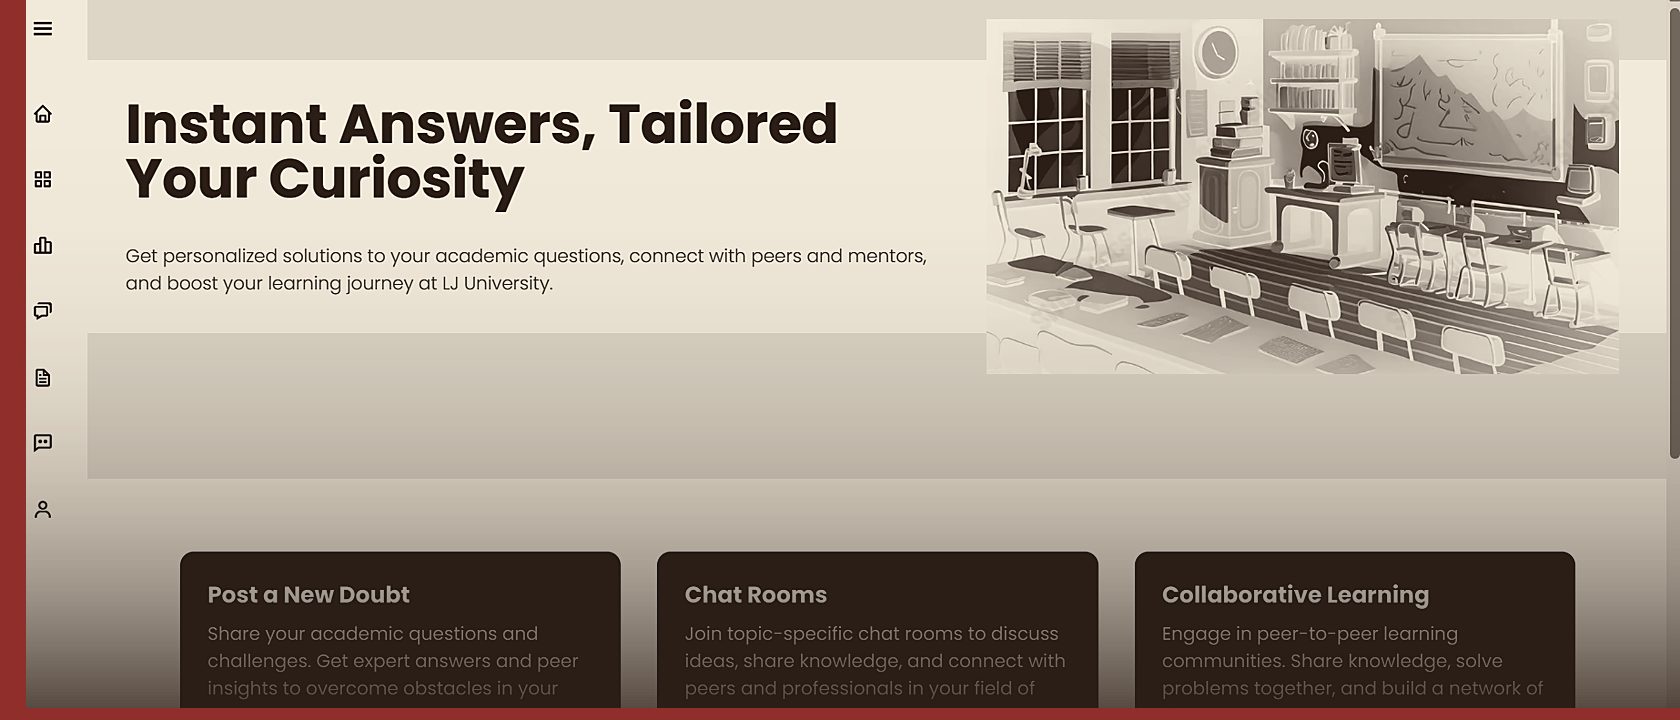 Instant Answers, Tailored
Your Curiosity
Get personalized solutions to your academic questions, connect with peers and mentors,
and boost your learning journey at LJ University.
Post a New Doubt
Share your academic questions and
challenges. Get expert answers and peer
insights to overcome obstacles in your
Chat Rooms
Join topic-specific chat rooms to discuss
ideas, share knowledge, and connect with
peers and professionals in your field of
Collaborative Learning
Engage in peer-to-peer learning
communities. Share knowledge, solve
problems together, and build a network of